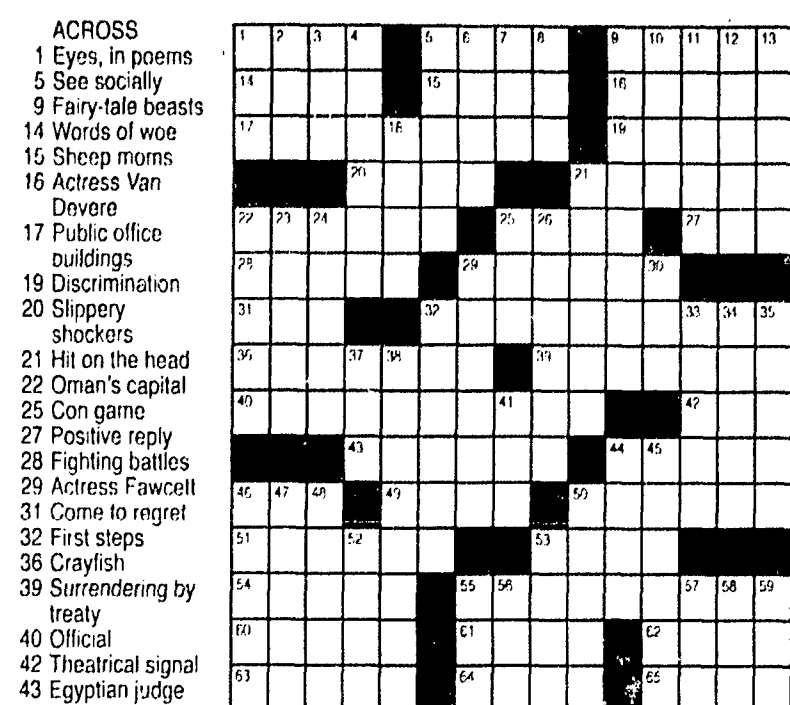 ACROSS
1 Eyes, in poems
5 See socially
9 Fairy-tale beasts
14 Words of woe
15 Sheep moms
16 Actress Van
Devere
17 Public office
buildings
19 Discrimination
20 Slippery
shockers
21 Hit on the head
22 Oman's capital
25 Con game
27 Positive reply
28 Fighting battles
29 Actress Fawcett
31 Come to regret
32 First steps
36 Crayfish
39 Surrendering by
treaty
40 Official
42 Theatrical signal
43 Egyptian judge
1 2 3 4 5 6 7 8 9 10 11 12 13
14 15 16
17 18 19
20 21
22 23 24 25 26 27
28 29 30
31 32 33 34 35
36 37 38 39
40 41 42
43 44 45
46 47 48 49 50
51 52 53
54 55 56 57 58 59
60 61 62
63 64 65